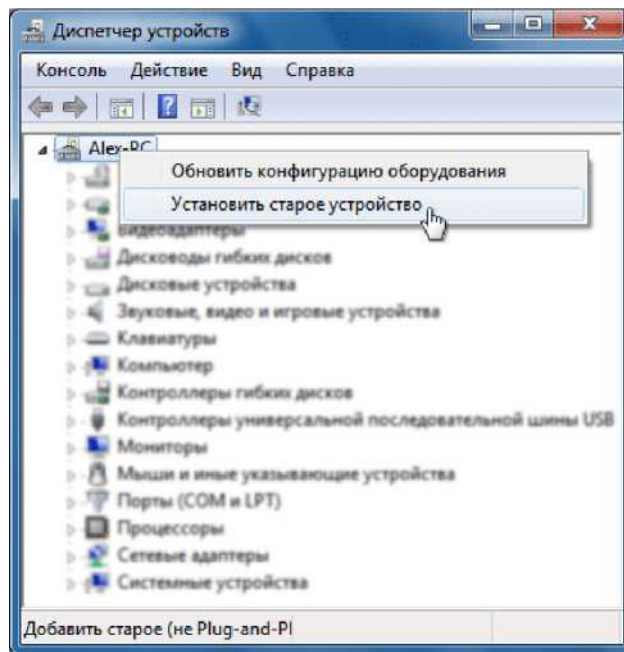 Диспетчер устройств
Консоль Действие Вид Справка
Alex-PC
Обновить конфигурацию оборудования
Установить старое устройство
Видеоадаптеры
Дисководы гибких дисков
Дисковые устройства
Звуковые, видео и игровые устройства
Клавиатуры
Компьютер
Контроллеры гибких дисков
Контроллеры универсальной последовательной шины USB
Мониторы
Мыши и иные указывающие устройства
Порты (COM и LPT)
Процессоры
Сетевые адаптеры
Системные устройства
Добавить старое (не Plug-and-Pl